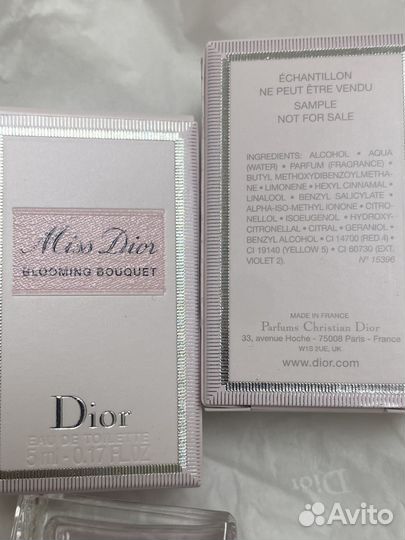 Miss Dior
BLOOMING BOUQUET
Dior
EAU DE TOILETTE
5 ml - 0.17 FL.OZ
ÉCHANTILLON
NE PEUT ÊTRE VENDU
SAMPLE
NOT FOR SALE
INGREDIENTS: ALCOHOL • AQUA
(WATER) • PARFUM (FRAGRANCE) •
BUTYL METHOXYDIBENZOYLMETHA-
NE • LIMONENE • HEXYL CINNAMAL •
LINALOOL • BENZYL SALICYLATE •
ALPHA-ISO-METHYL IONONE • CITRO-
NELLOL • ISOEUGENOL • HYDROXY-
CITRONELLAL • CITRAL • GERANIOL •
BENZYL ALCOHOL • CI 14700 (RED 4) •
CI 19140 (YELLOW 5) • CI 60730 (EXT.
VIOLET 2).
N° 15396
MADE IN FRANCE
Parfums Christian Dior
33, avenue Hoche - 75008 Paris - France
W1S 2UE, UK
www.dior.com
Dior
Avito